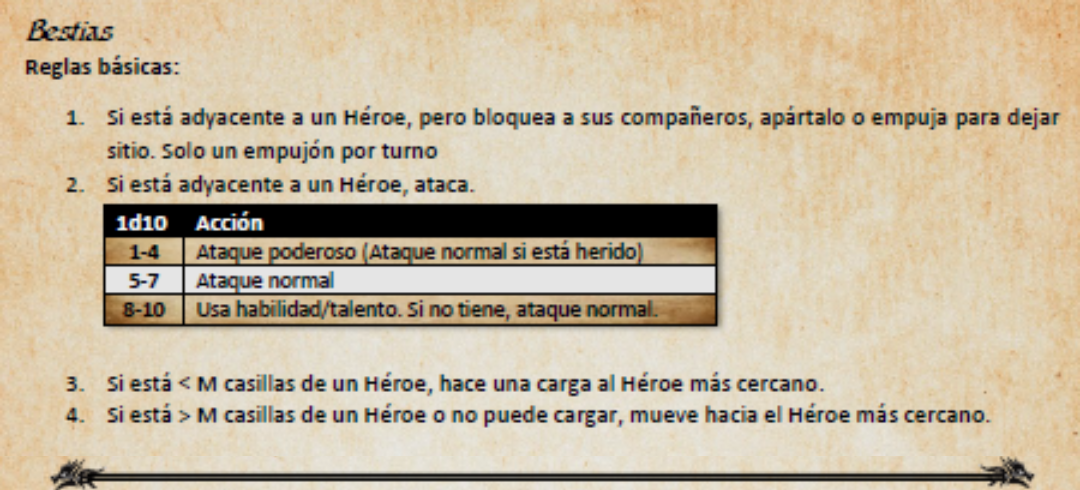 Bestias
Reglas básicas:
1. Si está adyacente a un Héroe, pero bloquea a sus compañeros, apártalo o empuja para dejar
sitio. Solo un empujón por turno
2. Si está adyacente a un Héroe, ataca.
1d10 Acción
1-4 Ataque poderoso (Ataque normal si está herido)
5-7 Ataque normal
8-10 Usa habilidad/talento. Si no tiene, ataque normal.
3. Si está < M casillas de un Héroe, hace una carga al Héroe más cercano.
4. Si está > M casillas de un Héroe o no puede cargar, mueve hacia el Héroe más cercano.